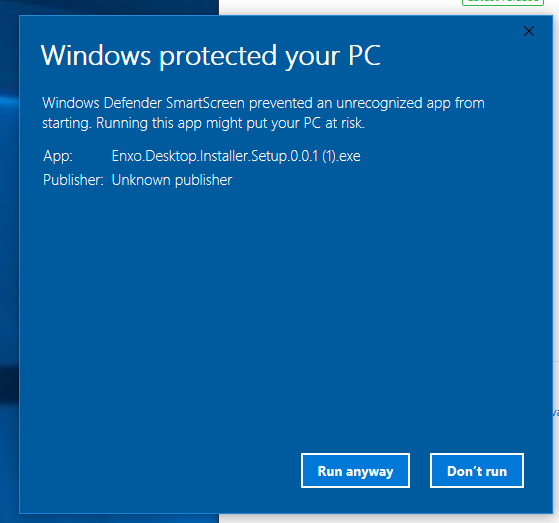 Latest release
Windows protected your PC
Windows Defender SmartScreen prevented an unrecognized app from
starting. Running this app might put your PC at risk.
App: Enxo.Desktop.Installer.Setup.0.0.1 (1).exe
Publisher: Unknown publisher
Run anyway Don't run